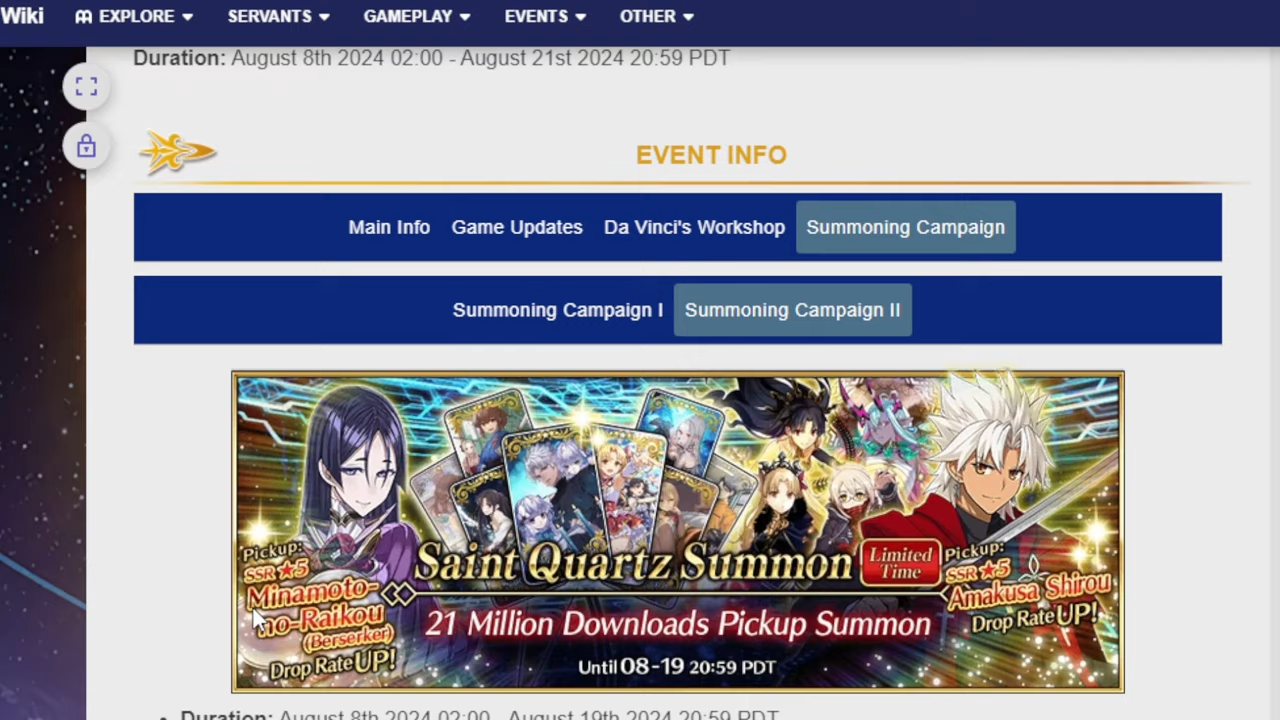 Wiki EXPLORE SERVANTS GAMEPLAY EVENTS OTHER
Duration: August 8th 2024 02:00 - August 21st 2024 20:59 PDT
EVENT INFO
Main Info Game Updates Da Vinci's Workshop Summoning Campaign
Summoning Campaign I Summoning Campaign II
Pickup:
SSR ★5
Minamoto-
no-Raikou
(Berserker)
Drop Rate UP!
Saint Quartz Summon
Limited
Time
21 Million Downloads Pickup Summon
Until 08-19 20:59 PDT
Pickup:
SSR ★5
Amakusa Shirou
Drop Rate UP!
• Duration: August 8th 2024 02:00 - August 19th 2024 20:59 PDT